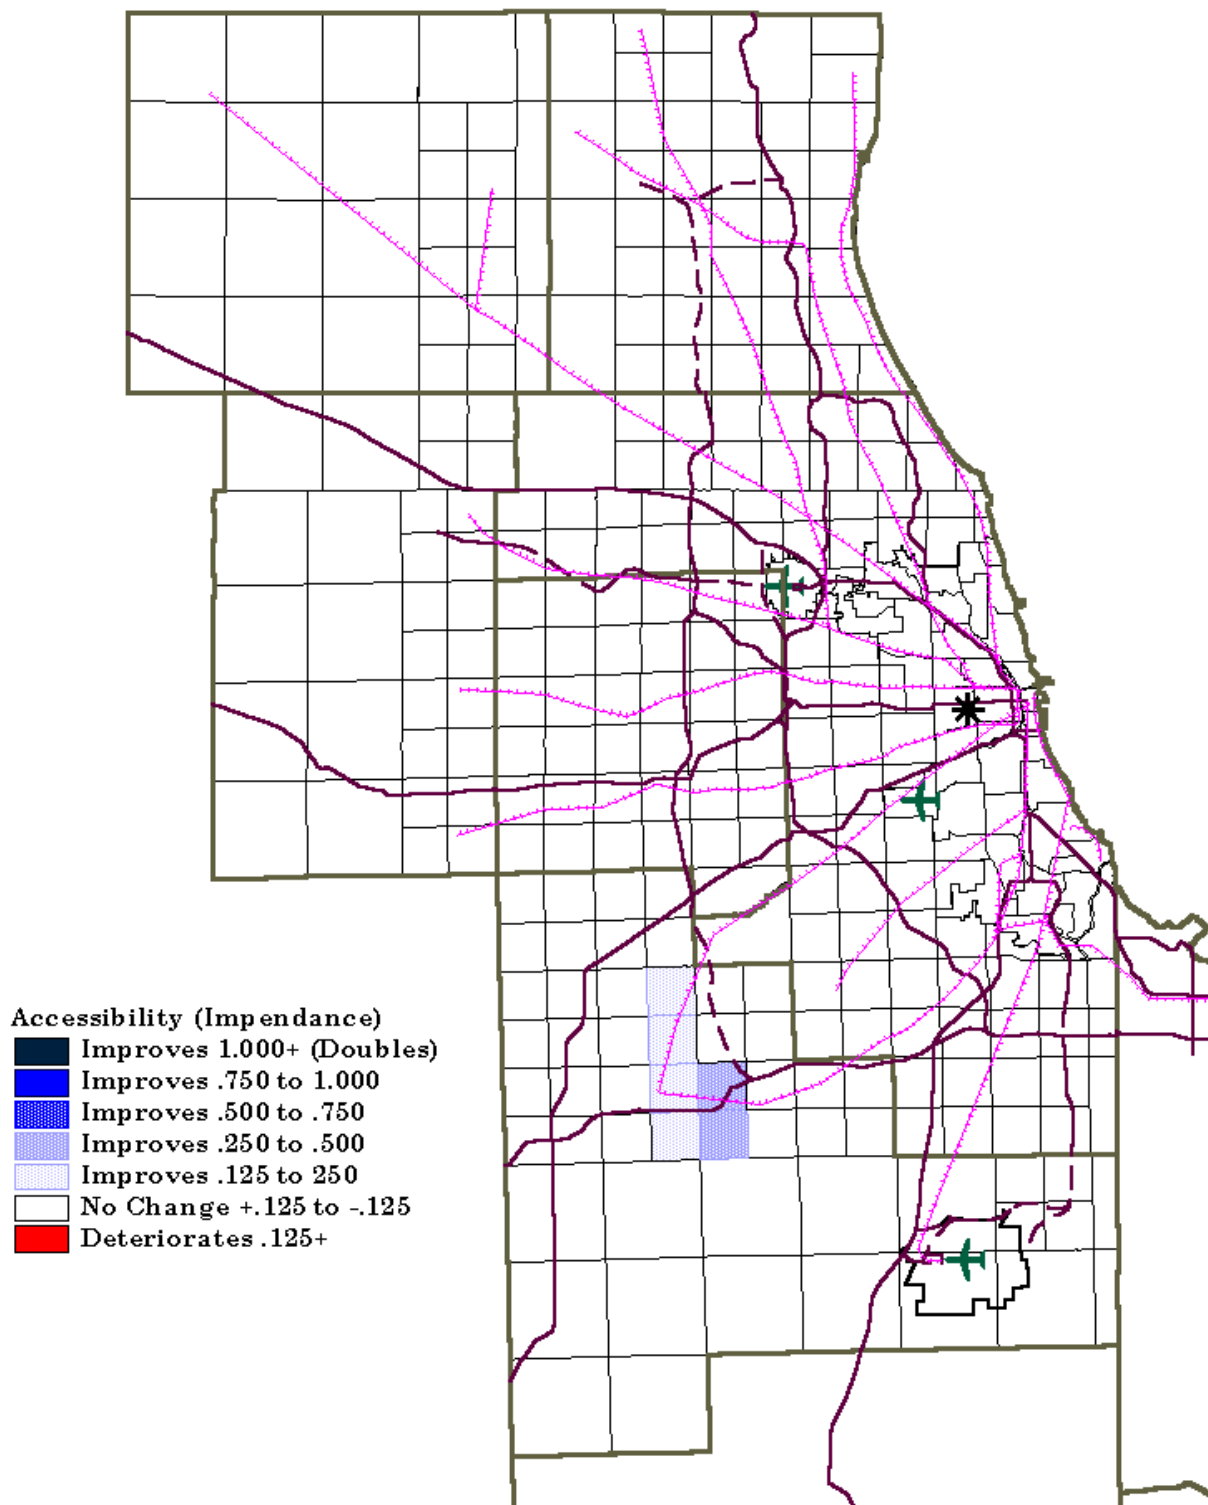 Accessibility (Impendance)
Improves 1.000+ (Doubles)
Improves .750 to 1.000
Improves .500 to .750
Improves .250 to .500
Improves .125 to 250
No Change +.125 to -.125
Deteriorates .125+